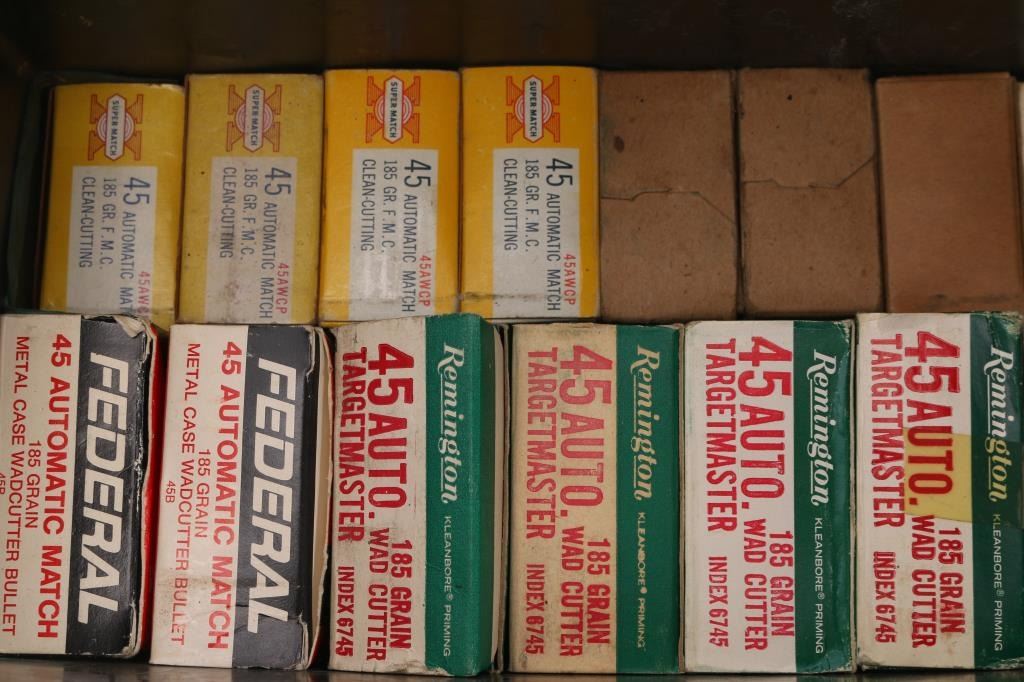 SUPER-MATCH
45 AUTOMATIC MATCH
45AWCP
185 GR. F.M.C.
CLEAN-CUTTING
SUPER-MATCH
45 AUTOMATIC MATCH
45AWCP
185 GR. F.M.C.
CLEAN-CUTTING
SUPER-MATCH
45 AUTOMATIC MATCH
45AWCP
185 GR. F.M.C.
CLEAN-CUTTING
SUPER-MATCH
45 AUTOMATIC MATCH
45AWCP
185 GR. F.M.C.
CLEAN-CUTTING
FEDERAL
45 AUTOMATIC MATCH
185 GRAIN
METAL CASE WADCUTTER BULLET
45B
FEDERAL
45 AUTOMATIC MATCH
185 GRAIN
METAL CASE WADCUTTER BULLET
45B
Remington® KLEANBORE® PRIMING
45 AUTO. 185 GRAIN WAD CUTTER
TARGETMASTER INDEX 6745
Remington® KLEANBORE® PRIMING
45 AUTO. 185 GRAIN WAD CUTTER
TARGETMASTER INDEX 6745
Remington® KLEANBORE® PRIMING
45 AUTO. 185 GRAIN WAD CUTTER
TARGETMASTER INDEX 6745
Remington® KLEANBORE® PRIMING
45 AUTO. 185 GRAIN WAD CUTTER
TARGETMASTER INDEX 6745